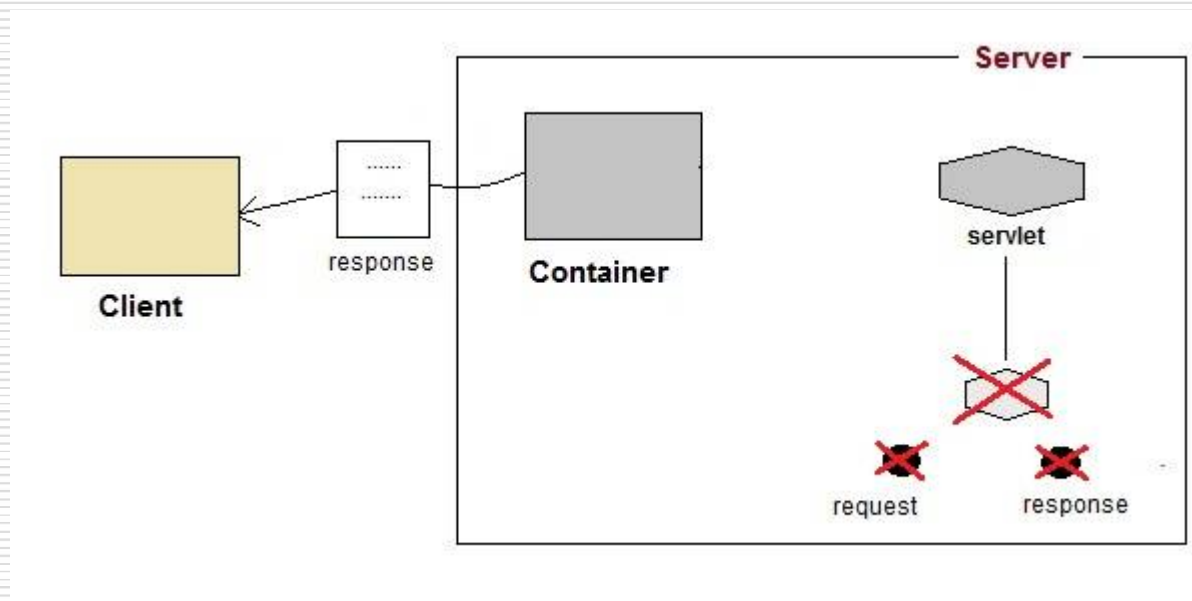 Server
......
.......
response
Client
Container
servlet
request
response